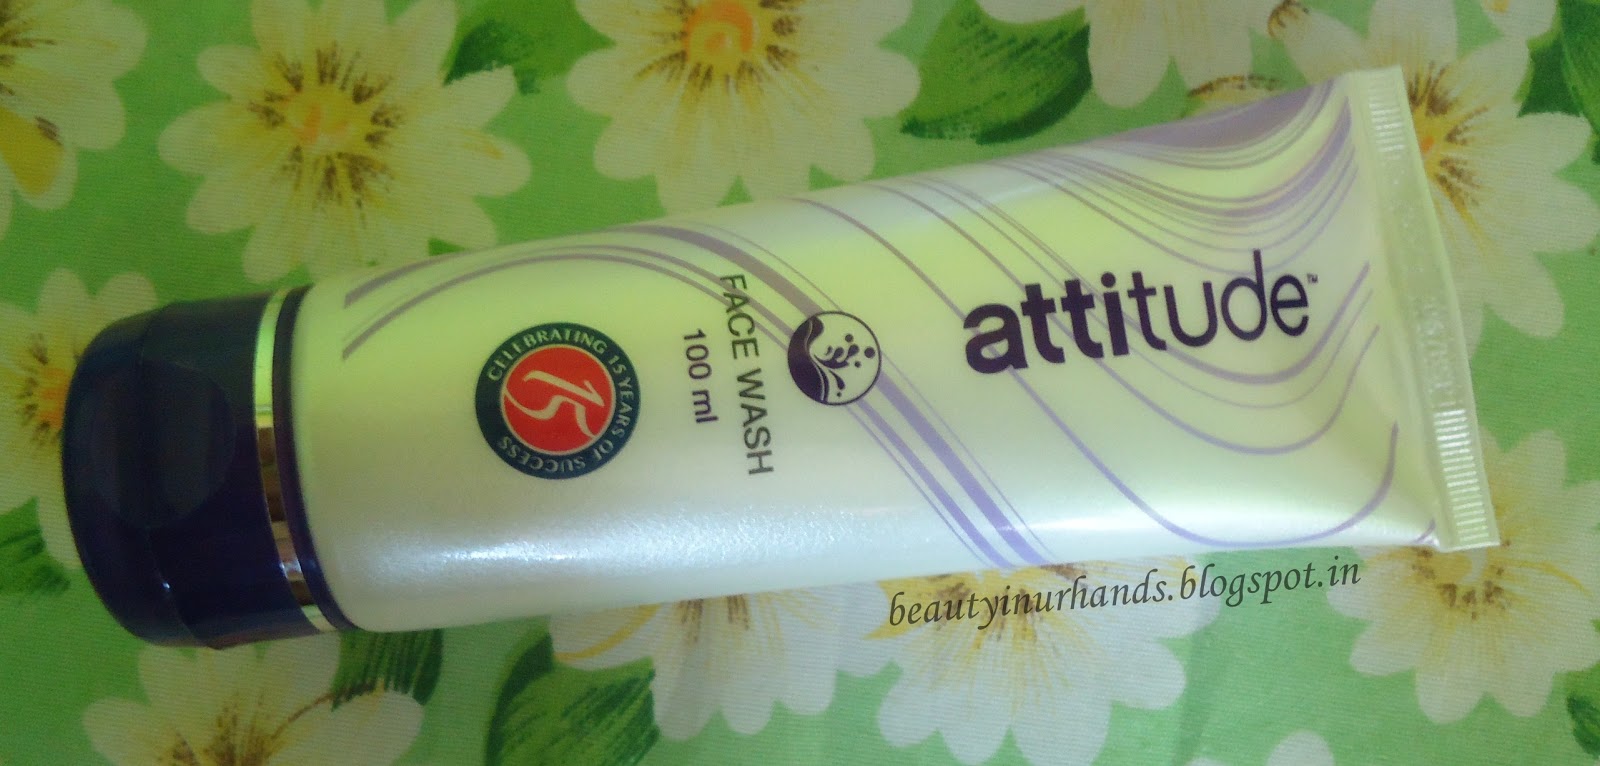 attitude™
FACE WASH
100 ml
CELEBRATING 15 YEARS OF SUCCESS
15
beautyinurhands.blogspot.in